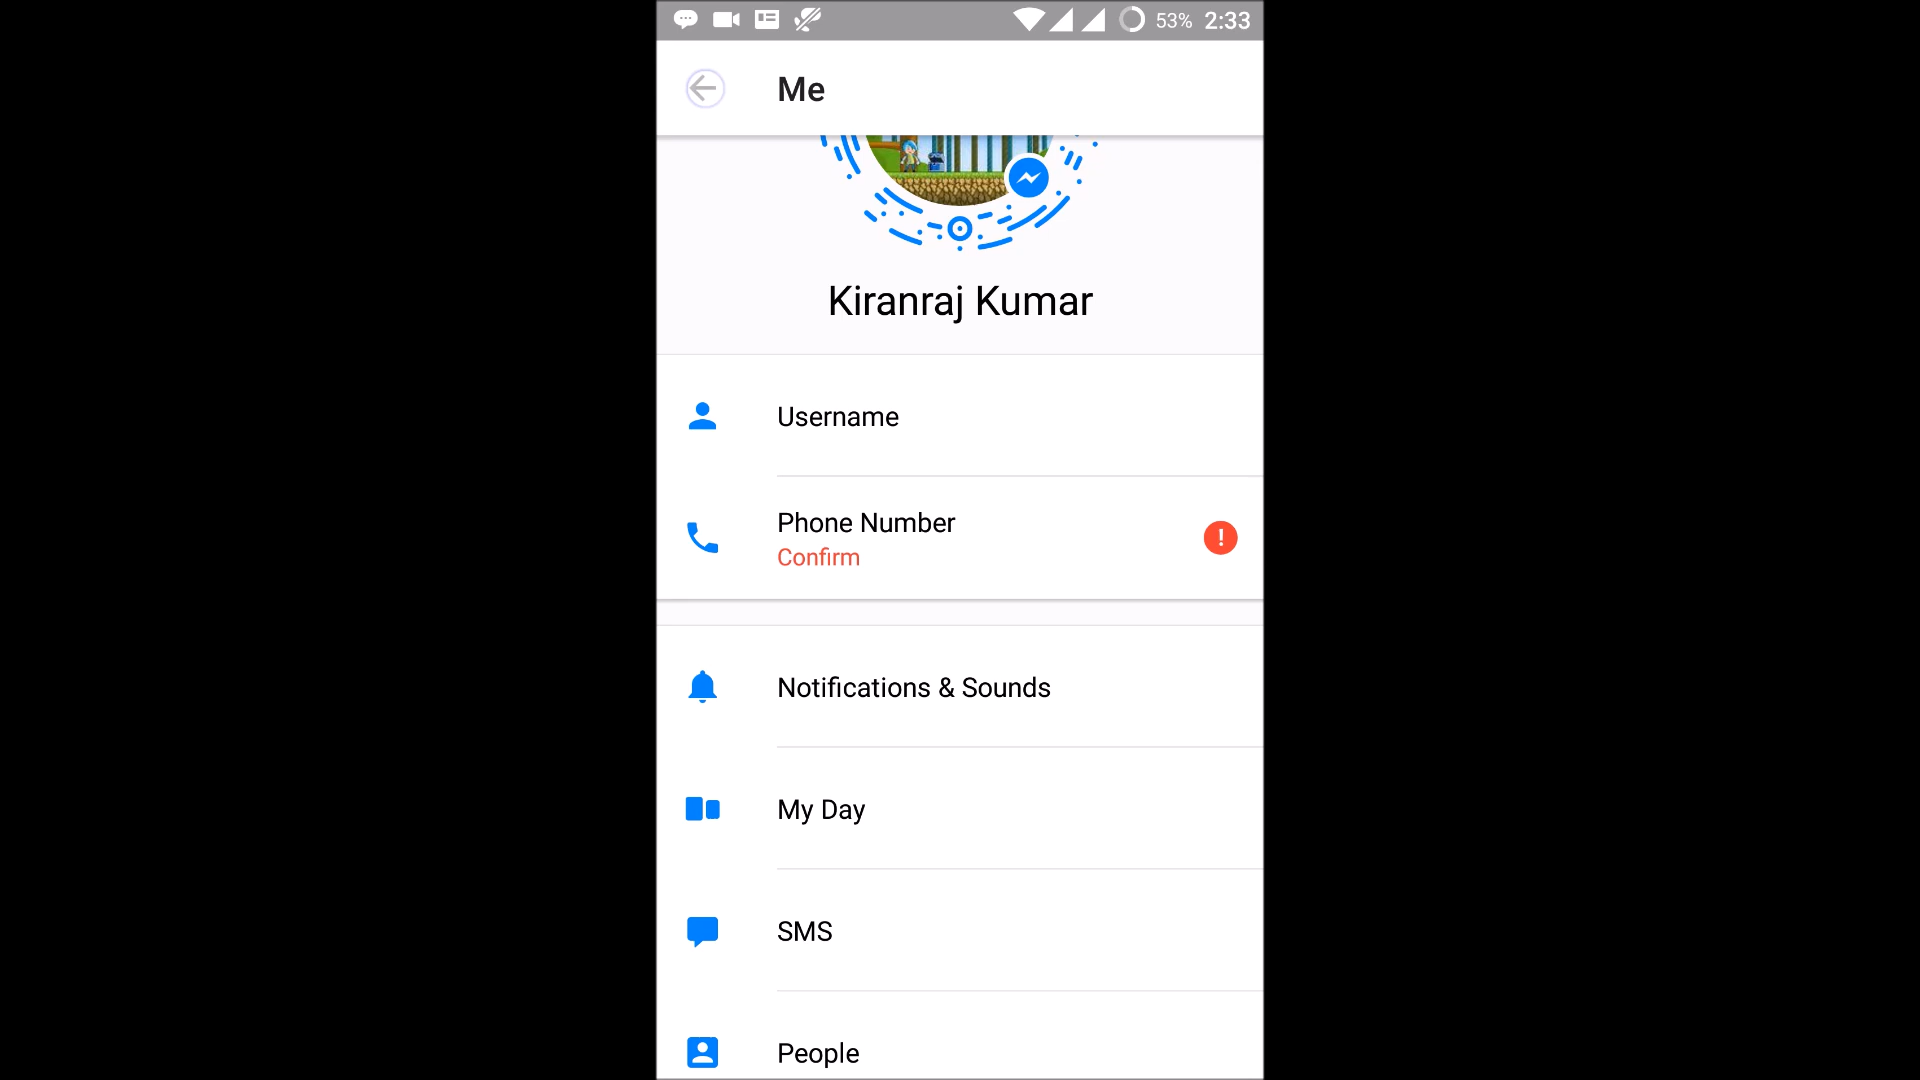 53% 2:33
Me
Kiranraj Kumar
Username
Phone Number
Confirm
!
Notifications & Sounds
My Day
SMS
People